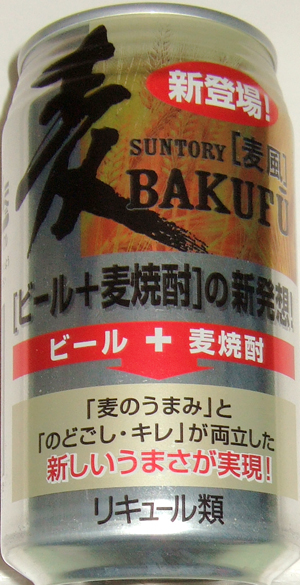 新登場!
麦
SUNTORY [麦風]
BAKUFŪ
[ビール+麦焼酎]の新発想!
ビール + 麦焼酎
「麦のうまみ」と
「のどごし・キレ」が両立した
新しいうまさが実現!
リキュール類